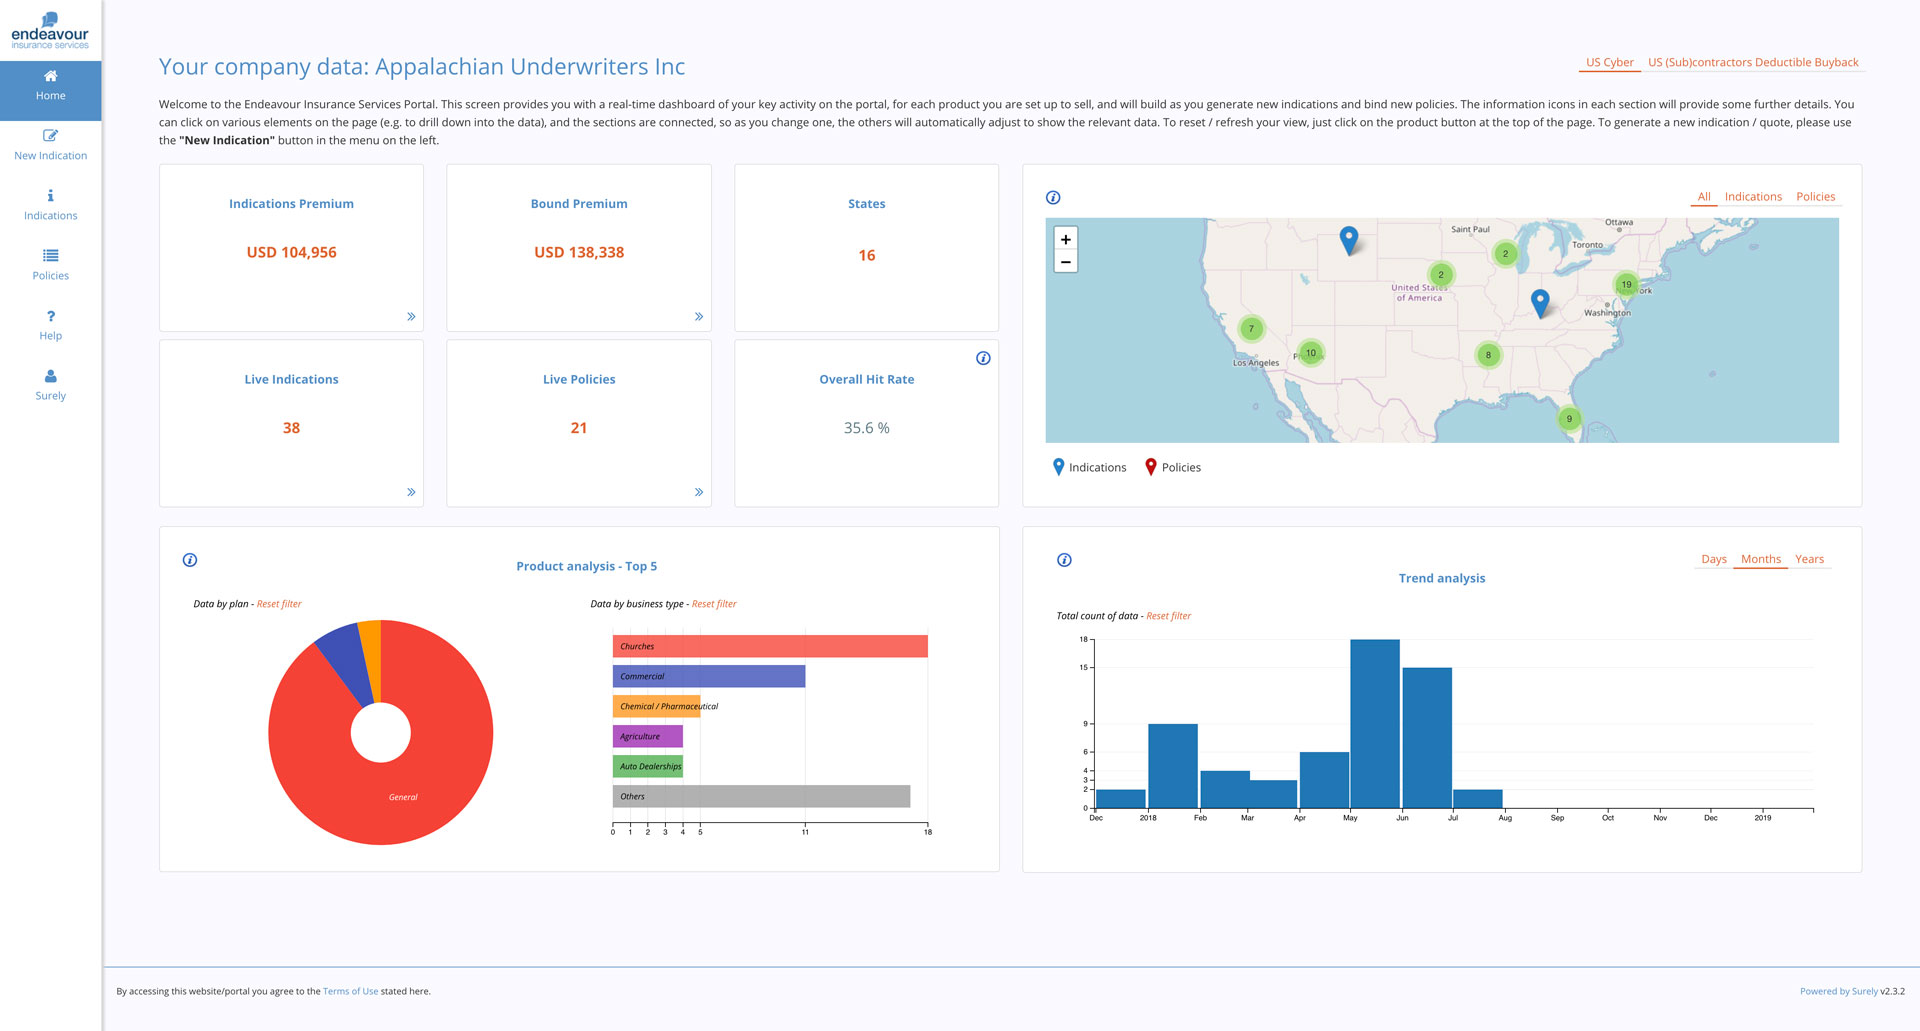 endeavour
insurance services
Home
New Indication
Indications
Policies
Help
Surely
Your company data: Appalachian Underwriters Inc
US Cyber
US (Sub)contractors Deductible Buyback
Welcome to the Endeavour Insurance Services Portal. This screen provides you with a real-time dashboard of your key activity on the portal, for each product you are set up to sell, and will build as you generate new indications and bind new policies. The information icons in each section will provide some further details. You
can click on various elements on the page (e.g. to drill down into the data), and the sections are connected, so as you change one, the others will automatically adjust to show the relevant data. To reset / refresh your view, just click on the product button at the top of the page. To generate a new indication / quote, please use
the "New Indication" button in the menu on the left.
Indications Premium
USD 104,956
Bound Premium
USD 138,338
States
16
Live Indications
38
Live Policies
21
Overall Hit Rate
35.6 %
All
Indications
Policies
+
−
Ottawa
Saint Paul
Toronto
2
2
19
United States
of America
Washington
7
10
8
Los Angeles
9
Indications
Policies
Product analysis - Top 5
Data by plan - Reset filter
General
Data by business type - Reset filter
Churches
Commercial
Chemical / Pharmaceutical
Agriculture
Auto Dealerships
Others
0 1 2 3 4 5 11 18
Days
Months
Years
Trend analysis
Total count of data - Reset filter
18
15
9
6
4
3
2
0
Dec 2018 Feb Mar Apr May Jun Jul Aug Sep Oct Nov Dec 2019
By accessing this website/portal you agree to the Terms of Use stated here.
Powered by Surely v2.3.2